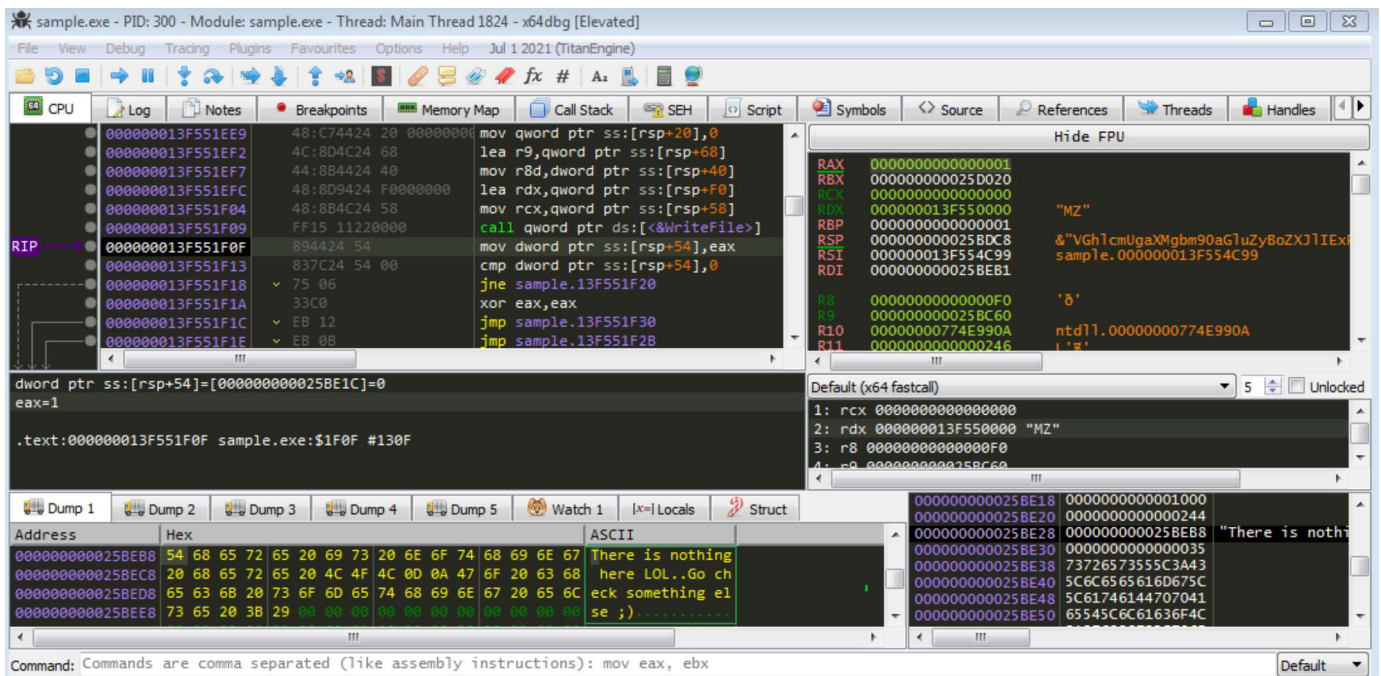 sample.exe - PID: 300 - Module: sample.exe - Thread: Main Thread 1824 - x64dbg [Elevated]
File View Debug Tracing Plugins Favourites Options Help Jul 1 2021 (TitanEngine)
CPU Log Notes Breakpoints Memory Map Call Stack SEH Script Symbols Source References Threads Handles
000000013F551EE9 48:C74424 20 00000000 mov qword ptr ss:[rsp+20],0
000000013F551EF2 4C:8D4C24 68 lea r9,qword ptr ss:[rsp+68]
000000013F551EF7 44:8B4424 40 mov r8d,dword ptr ss:[rsp+40]
000000013F551EFC 48:8D9424 F0000000 lea rdx,qword ptr ss:[rsp+F0]
000000013F551F04 48:8B4C24 58 mov rcx,qword ptr ss:[rsp+58]
000000013F551F09 FF15 11220000 call qword ptr ds:[<&WriteFile>]
RIP 000000013F551F0F 894424 54 mov dword ptr ss:[rsp+54],eax
000000013F551F13 837C24 54 00 cmp dword ptr ss:[rsp+54],0
000000013F551F18 75 06 jne sample.13F551F20
000000013F551F1A 33C0 xor eax,eax
000000013F551F1C EB 12 jmp sample.13F551F30
000000013F551F1E EB 0B jmp sample.13F551F2B
Hide FPU
RAX 0000000000000001
RBX 000000000025D020
RCX 0000000000000000
RDX 000000013F550000 "MZ"
RBP 0000000000000001
RSP 000000000025BDC8 &"VGhlcmUgaXMgbm90aGluZyBoZXJlIEx
RSI 000000013F554C99 sample.000000013F554C99
RDI 000000000025BEB1
R8 00000000000000F0 'ð'
R9 000000000025BC60
R10 00000000774E990A ntdll.00000000774E990A
R11 0000000000000246
dword ptr ss:[rsp+54]=[000000000025BE1C]=0
eax=1
.text:000000013F551F0F sample.exe:$1F0F #130F
Default (x64 fastcall) 5 Unlocked
1: rcx 0000000000000000
2: rdx 000000013F550000 "MZ"
3: r8 00000000000000F0
4: r9 000000000025BC60
Dump 1 Dump 2 Dump 3 Dump 4 Dump 5 Watch 1 [x=] Locals Struct
Address Hex ASCII
000000000025BEB8 54 68 65 72 65 20 69 73 20 6E 6F 74 68 69 6E 67 There is nothing
000000000025BEC8 20 68 65 72 65 20 4C 4F 4C 0D 0A 47 6F 20 63 68 here LOL..Go ch
000000000025BED8 65 63 6B 20 73 6F 6D 65 74 68 69 6E 67 20 65 6C eck something el
000000000025BEE8 73 65 20 3B 29 00 00 00 00 00 00 00 00 00 00 00 se ;)...........
000000000025BE18 0000000000001000
000000000025BE20 0000000000000244
000000000025BE28 000000000025BEB8 "There is nothi
000000000025BE30 0000000000000035
000000000025BE38 73726573555C3A43
000000000025BE40 5C6C6565616D675C
000000000025BE48 5C61746144707041
000000000025BE50 65545C6C61636F4C
Command: Commands are comma separated (like assembly instructions): mov eax, ebx Default